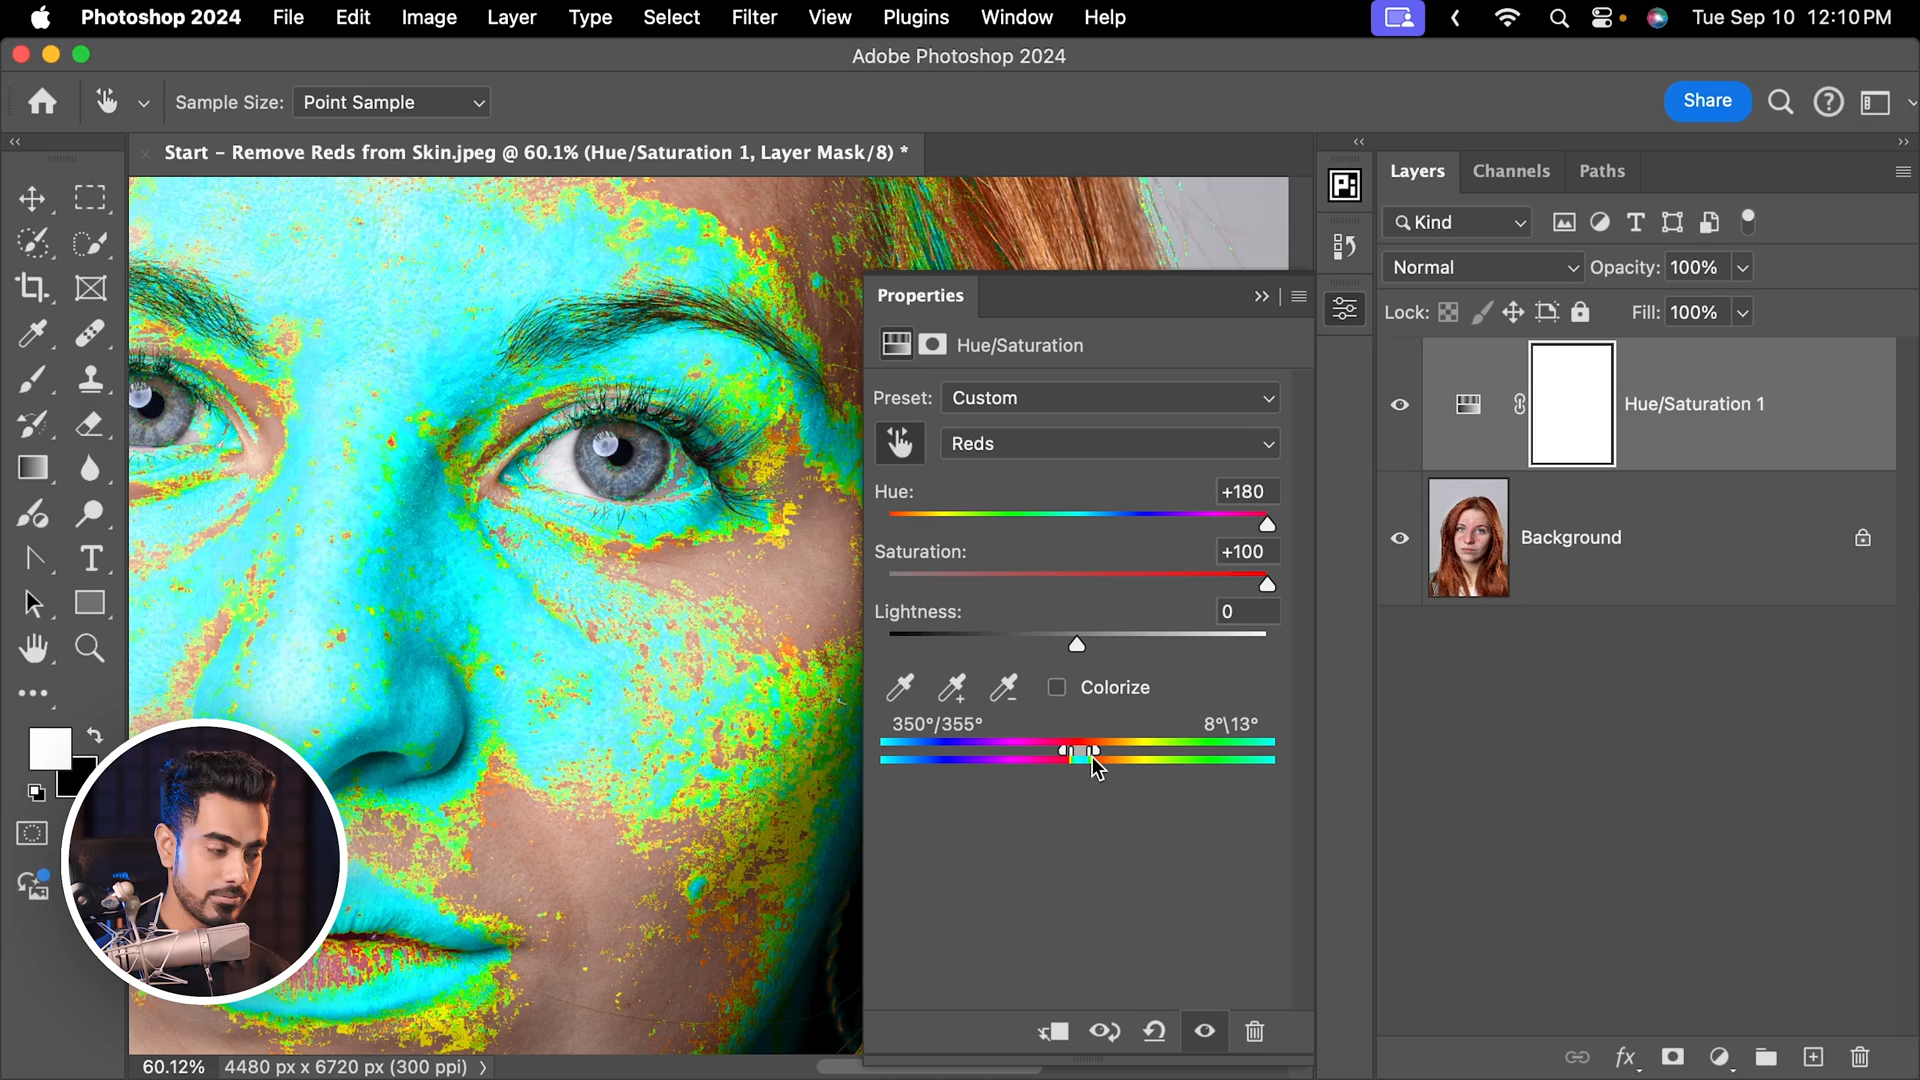 Photoshop 2024 File Edit Image Layer Type Select Filter View Plugins Window Help Tue Sep 10 12:10 PM
Adobe Photoshop 2024
Sample Size: Point Sample Share
Start – Remove Reds from Skin.jpeg @ 60.1% (Hue/Saturation 1, Layer Mask/8) *
Layers Channels Paths
Pi
Kind
Normal Opacity: 100%
Lock: Fill: 100%
Properties
Hue/Saturation
Preset: Custom
Reds
Hue: +180
Saturation: +100
Lightness: 0
Colorize
350°/355° 8°\13°
Hue/Saturation 1
Background
60.12% 4480 px x 6720 px (300 ppi)
fx